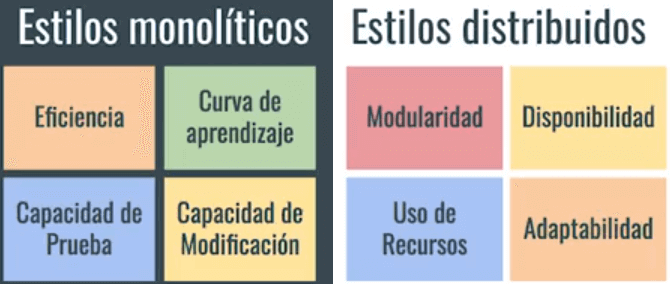 Estilos monolíticos
Eficiencia
Curva de
aprendizaje
Capacidad de
Prueba
Capacidad de
Modificación
Estilos distribuidos
Modularidad
Disponibilidad
Uso de
Recursos
Adaptabilidad